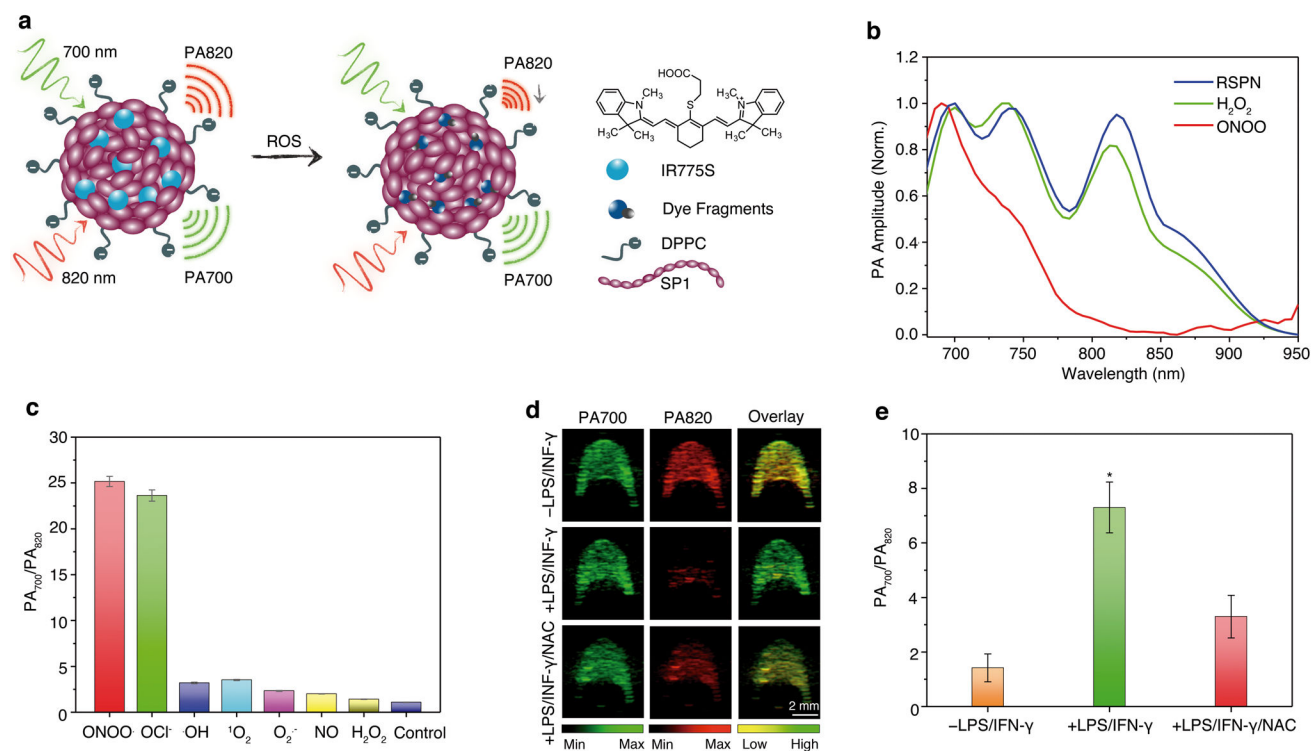 a
700 nm
PA820
820 nm
PA700
ROS
PA820
PA700
HOOC
S
CH₃
N
H₃C CH₃
H₃C
N⁺
CH₃
CH₃
IR775S
Dye Fragments
DPPC
SP1
b
PA Amplitude (Norm.)
1.2
1.0
0.8
0.6
0.4
0.2
0.0
RSPN
H₂O₂
ONOO
700 750 800 850 900 950
Wavelength (nm)
c
PA₇₀₀/PA₈₂₀
30
25
20
15
10
5
0
ONOO⁻ OCl⁻ ·OH ¹O₂ O₂·⁻ NO H₂O₂ Control
d
PA700 PA820 Overlay
−LPS/INF-γ
+LPS/INF-γ
+LPS/INF-γ/NAC
2 mm
Min Max Min Max Low High
e
PA₇₀₀/PA₈₂₀
10
8
6
4
2
0
*
−LPS/IFN-γ +LPS/IFN-γ +LPS/IFN-γ/NAC